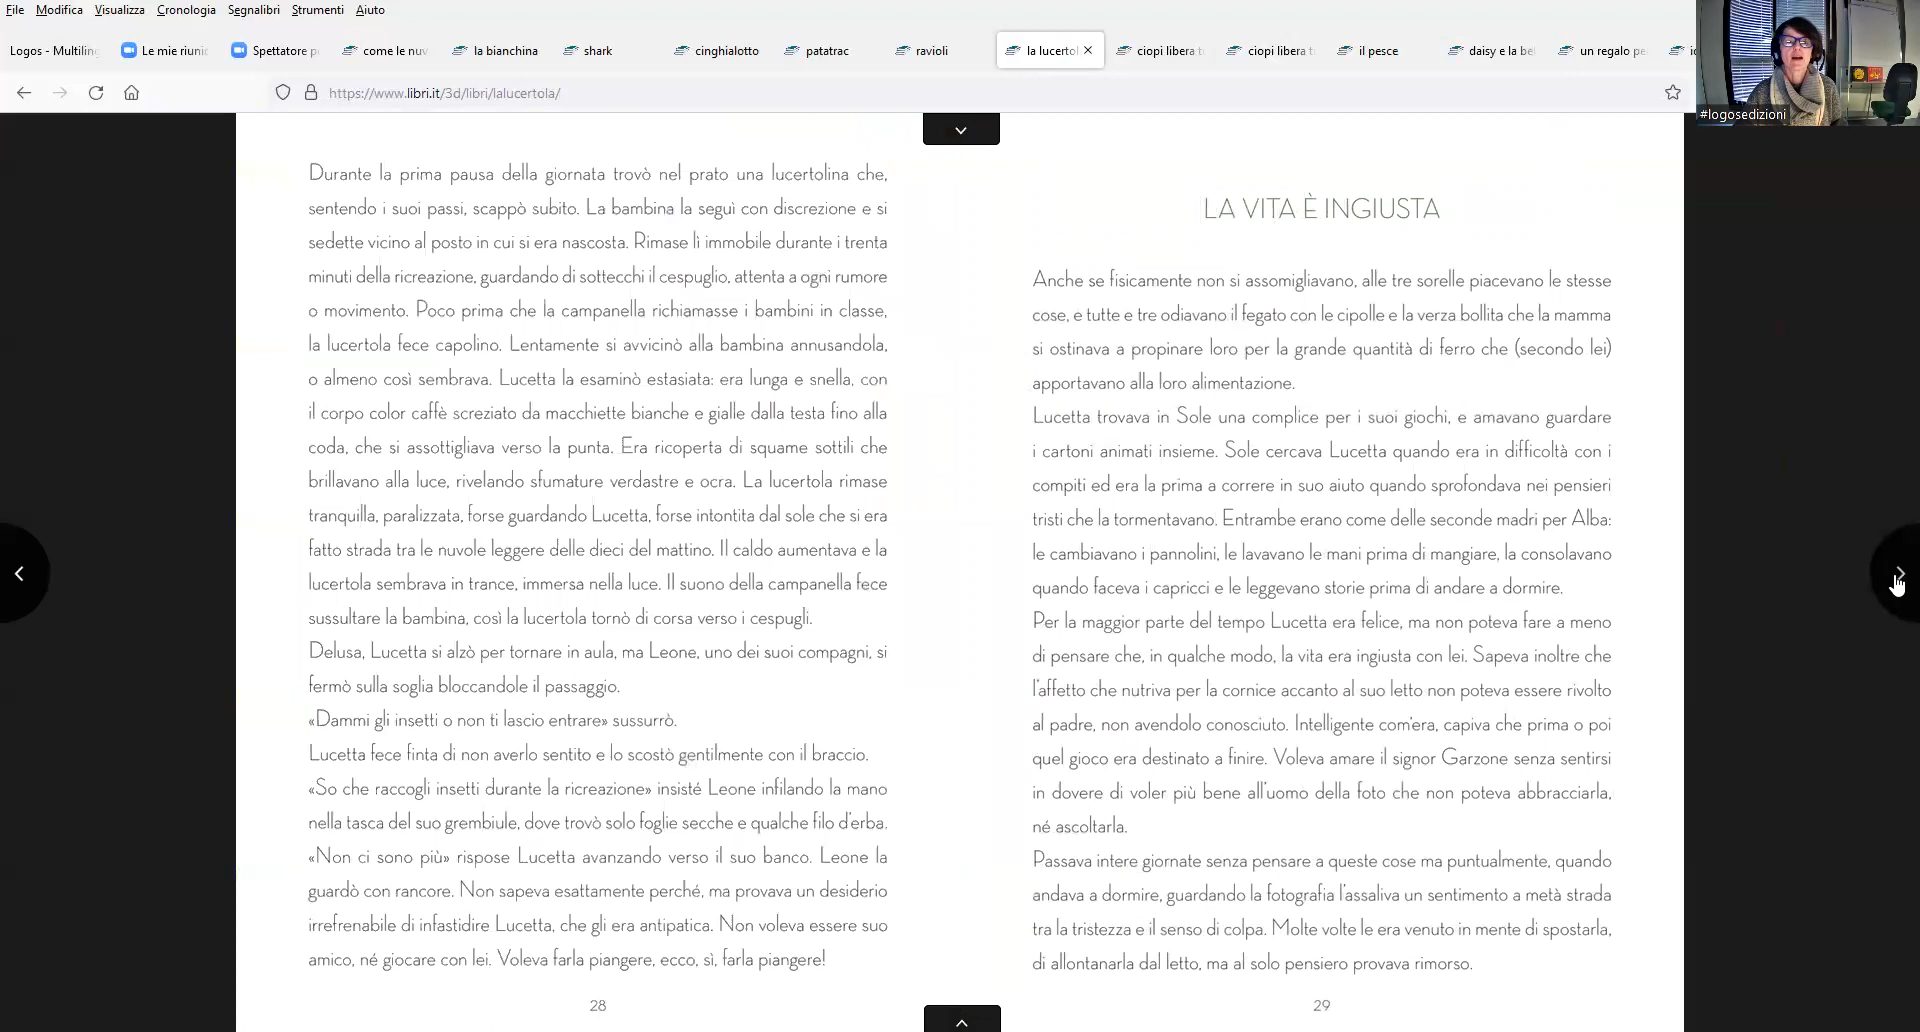 File Modifica Visualizza Cronologia Segnalibri Strumenti Aiuto
Logos - Multilin
Le mie riunic
Spettatore p
come le nuv
la bianchina
shark
cinghialotto
patatrac
ravioli
la lucertol
ciopi libera t
ciopi libera t
il pesce
daisy e la be
un regalo pe
https://www.libri.it/3d/libri/lalucertola/
#logosedizioni
Durante la prima pausa della giornata trovò nel prato una lucertolina che,
sentendo i suoi passi, scappò subito. La bambina la seguì con discrezione e si
sedette vicino al posto in cui si era nascosta. Rimase lì immobile durante i trenta
minuti della ricreazione, guardando di sottecchi il cespuglio, attenta a ogni rumore
o movimento. Poco prima che la campanella richiamasse i bambini in classe,
la lucertola fece capolino. Lentamente si avvicinò alla bambina annusandola,
o almeno così sembrava. Lucetta la esaminò estasiata: era lunga e snella, con
il corpo color caffè screziato da macchiette bianche e gialle dalla testa fino alla
coda, che si assottigliava verso la punta. Era ricoperta di squame sottili che
brillavano alla luce, rivelando sfumature verdastre e ocra. La lucertola rimase
tranquilla, paralizzata, forse guardando Lucetta, forse intontita dal sole che si era
fatto strada tra le nuvole leggere delle dieci del mattino. Il caldo aumentava e la
lucertola sembrava in trance, immersa nella luce. Il suono della campanella fece
sussultare la bambina, così la lucertola tornò di corsa verso i cespugli.
Delusa, Lucetta si alzò per tornare in aula, ma Leone, uno dei suoi compagni, si
fermò sulla soglia bloccandole il passaggio.
«Dammi gli insetti o non ti lascio entrare» sussurrò.
Lucetta fece finta di non averlo sentito e lo scostò gentilmente con il braccio.
«So che raccogli insetti durante la ricreazione» insisté Leone infilando la mano
nella tasca del suo grembiule, dove trovò solo foglie secche e qualche filo d'erba.
«Non ci sono più» rispose Lucetta avanzando verso il suo banco. Leone la
guardò con rancore. Non sapeva esattamente perché, ma provava un desiderio
irrefrenabile di infastidire Lucetta, che gli era antipatica. Non voleva essere suo
amico, né giocare con lei. Voleva farla piangere, ecco, sì, farla piangere!
28
LA VITA È INGIUSTA
Anche se fisicamente non si assomigliavano, alle tre sorelle piacevano le stesse
cose, e tutte e tre odiavano il fegato con le cipolle e la verza bollita che la mamma
si ostinava a propinare loro per la grande quantità di ferro che (secondo lei)
apportavano alla loro alimentazione.
Lucetta trovava in Sole una complice per i suoi giochi, e amavano guardare
i cartoni animati insieme. Sole cercava Lucetta quando era in difficoltà con i
compiti ed era la prima a correre in suo aiuto quando sprofondava nei pensieri
tristi che la tormentavano. Entrambe erano come delle seconde madri per Alba:
le cambiavano i pannolini, le lavavano le mani prima di mangiare, la consolavano
quando faceva i capricci e le leggevano storie prima di andare a dormire.
Per la maggior parte del tempo Lucetta era felice, ma non poteva fare a meno
di pensare che, in qualche modo, la vita era ingiusta con lei. Sapeva inoltre che
l'affetto che nutriva per la cornice accanto al suo letto non poteva essere rivolto
al padre, non avendolo conosciuto. Intelligente com'era, capiva che prima o poi
quel gioco era destinato a finire. Voleva amare il signor Garzone senza sentirsi
in dovere di voler più bene all'uomo della foto che non poteva abbracciarla,
né ascoltarla.
Passava intere giornate senza pensare a queste cose ma puntualmente, quando
andava a dormire, guardando la fotografia l'assaliva un sentimento a metà strada
tra la tristezza e il senso di colpa. Molte volte le era venuto in mente di spostarla,
di allontanarla dal letto, ma al solo pensiero provava rimorso.
29